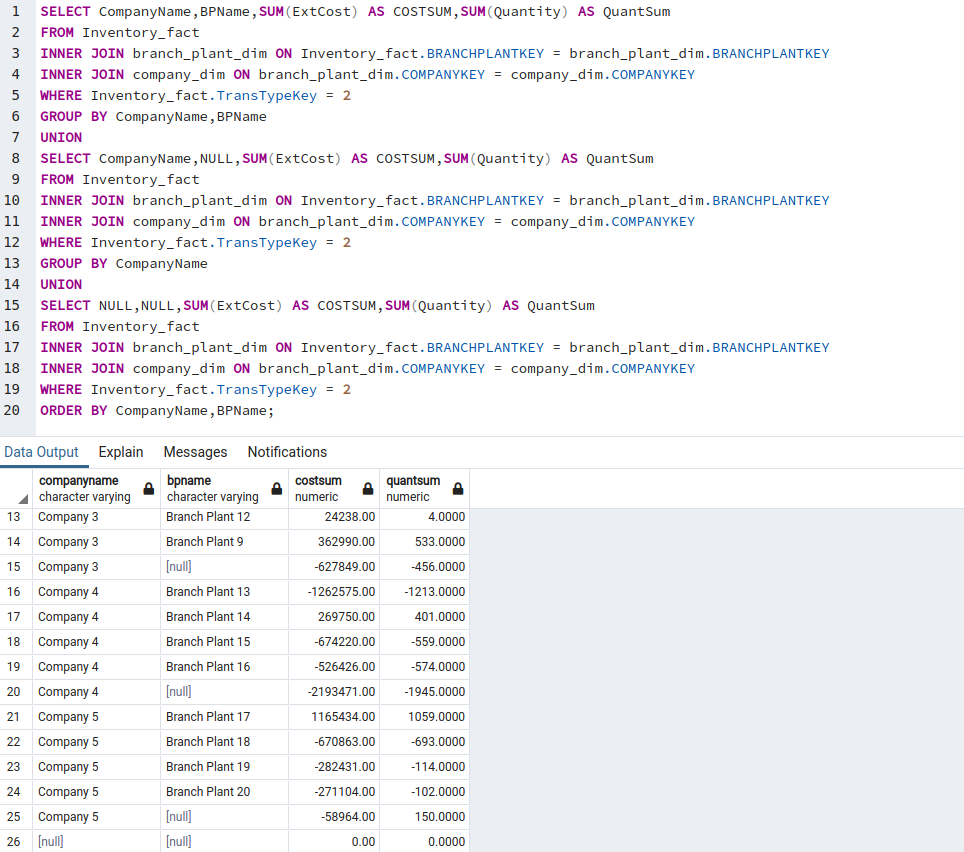 1 SELECT CompanyName,BPName,SUM(ExtCost) AS COSTSUM,SUM(Quantity) AS QuantSum
2 FROM Inventory_fact
3 INNER JOIN branch_plant_dim ON Inventory_fact.BRANCHPLANTKEY = branch_plant_dim.BRANCHPLANTKEY
4 INNER JOIN company_dim ON branch_plant_dim.COMPANYKEY = company_dim.COMPANYKEY
5 WHERE Inventory_fact.TransTypeKey = 2
6 GROUP BY CompanyName,BPName
7 UNION
8 SELECT CompanyName,NULL,SUM(ExtCost) AS COSTSUM,SUM(Quantity) AS QuantSum
9 FROM Inventory_fact
10 INNER JOIN branch_plant_dim ON Inventory_fact.BRANCHPLANTKEY = branch_plant_dim.BRANCHPLANTKEY
11 INNER JOIN company_dim ON branch_plant_dim.COMPANYKEY = company_dim.COMPANYKEY
12 WHERE Inventory_fact.TransTypeKey = 2
13 GROUP BY CompanyName
14 UNION
15 SELECT NULL,NULL,SUM(ExtCost) AS COSTSUM,SUM(Quantity) AS QuantSum
16 FROM Inventory_fact
17 INNER JOIN branch_plant_dim ON Inventory_fact.BRANCHPLANTKEY = branch_plant_dim.BRANCHPLANTKEY
18 INNER JOIN company_dim ON branch_plant_dim.COMPANYKEY = company_dim.COMPANYKEY
19 WHERE Inventory_fact.TransTypeKey = 2
20 ORDER BY CompanyName,BPName;
Data Output Explain Messages Notifications
companyname bpname costsum quantsum
character varying character varying numeric numeric
13 Company 3 Branch Plant 12 24238.00 4.0000
14 Company 3 Branch Plant 9 362990.00 533.0000
15 Company 3 [null] -627849.00 -456.0000
16 Company 4 Branch Plant 13 -1262575.00 -1213.0000
17 Company 4 Branch Plant 14 269750.00 401.0000
18 Company 4 Branch Plant 15 -674220.00 -559.0000
19 Company 4 Branch Plant 16 -526426.00 -574.0000
20 Company 4 [null] -2193471.00 -1945.0000
21 Company 5 Branch Plant 17 1165434.00 1059.0000
22 Company 5 Branch Plant 18 -670863.00 -693.0000
23 Company 5 Branch Plant 19 -282431.00 -114.0000
24 Company 5 Branch Plant 20 -271104.00 -102.0000
25 Company 5 [null] -58964.00 150.0000
26 [null] [null] 0.00 0.0000